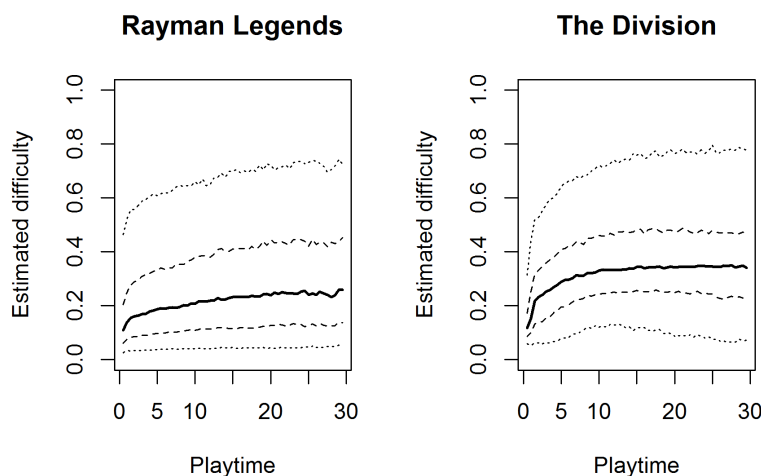 Rayman Legends
Estimated difficulty
0.0 0.2 0.4 0.6 0.8 1.0
0 5 10 20 30
Playtime
The Division
Estimated difficulty
0.0 0.2 0.4 0.6 0.8 1.0
0 5 10 20 30
Playtime